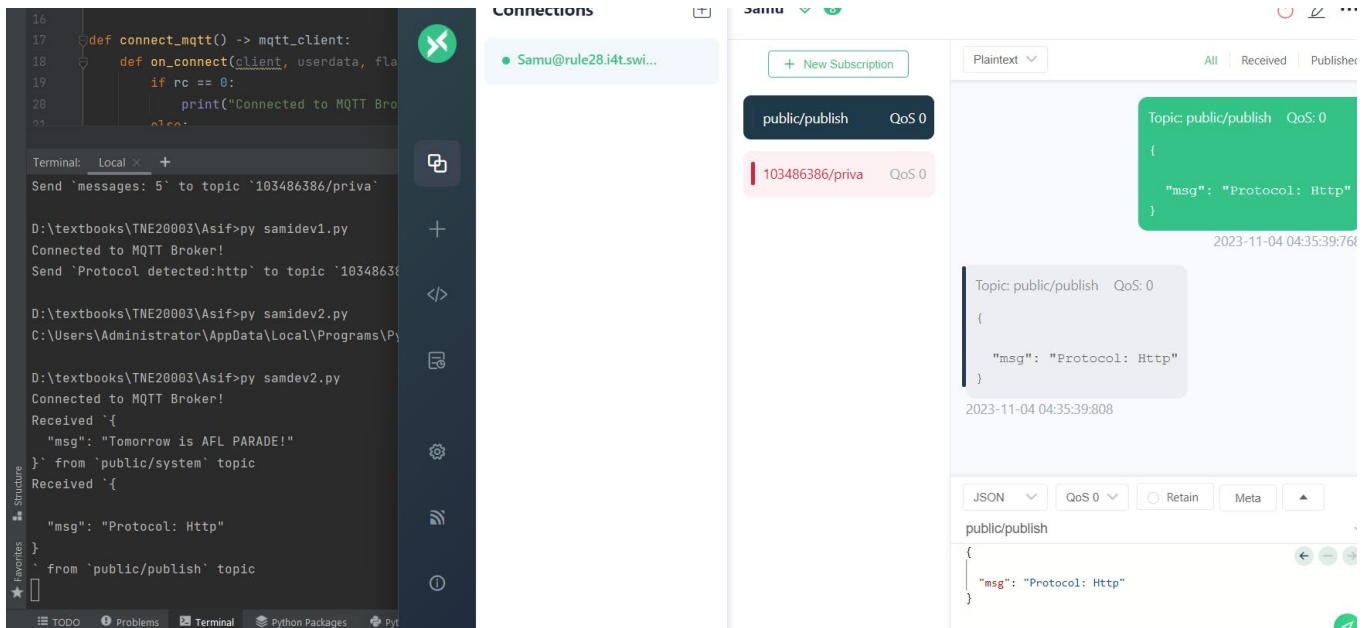 16
17 def connect_mqtt() -> mqtt_client:
18 def on_connect(client, userdata, fla
19 if rc == 0:
20 print("Connected to MQTT Bro
21 else:
Terminal: Local × +
Send `messages: 5` to topic `103486386/priva`
D:\textbooks\TNE20003\Asif>py samidev1.py
Connected to MQTT Broker!
Send `Protocol detected:http` to topic `10348638
D:\textbooks\TNE20003\Asif>py samidev2.py
C:\Users\Administrator\AppData\Local\Programs\Py
D:\textbooks\TNE20003\Asif>py samdev2.py
Connected to MQTT Broker!
Received `{
"msg": "Tomorrow is AFL PARADE!"
}` from `public/system` topic
Received `{
"msg": "Protocol: Http"
}
` from `public/publish` topic
Structure
Favorites
TODO Problems Terminal Python Packages Pyt
Connections
Samu@rule28.i4t.swi...
Samu
+ New Subscription
public/publish QoS 0
103486386/priva QoS 0
Plaintext
All Received Published
Topic: public/publish QoS: 0
{
"msg": "Protocol: Http"
}
2023-11-04 04:35:39:768
Topic: public/publish QoS: 0
{
"msg": "Protocol: Http"
}
2023-11-04 04:35:39:808
JSON QoS 0 Retain Meta
public/publish
{
"msg": "Protocol: Http"
}